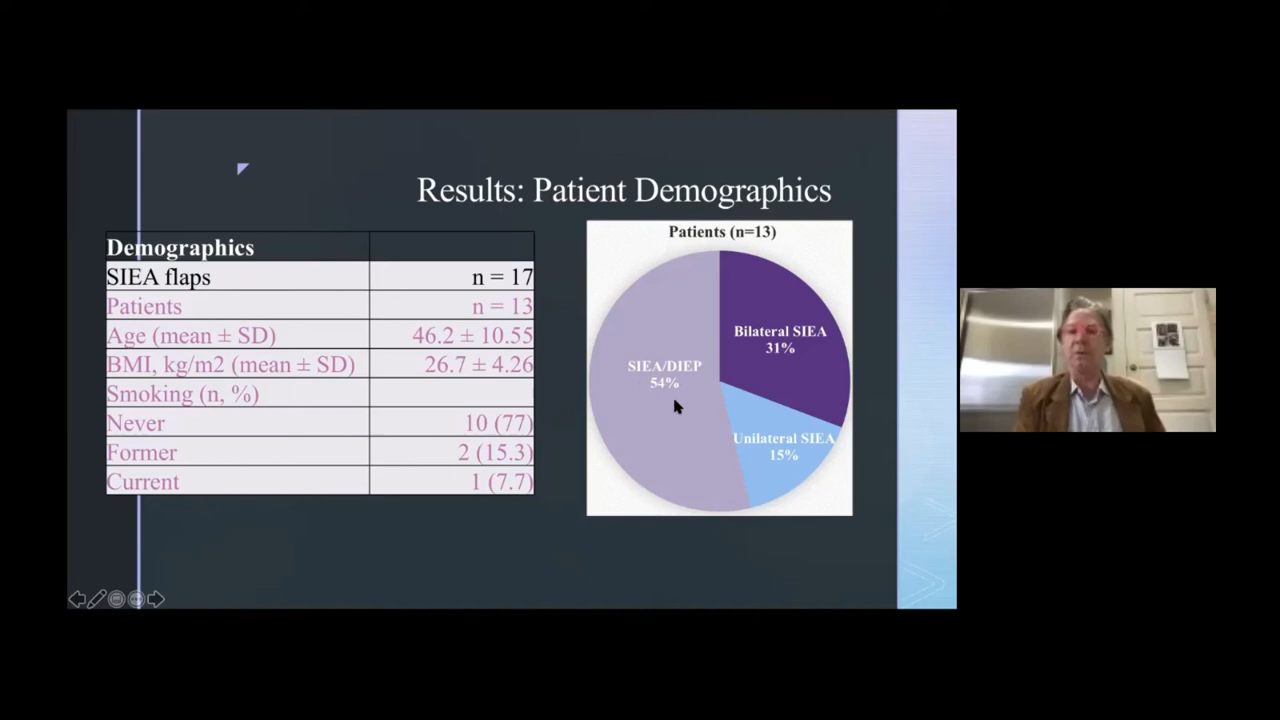 Results: Patient Demographics
Demographics
SIEA flaps n = 17
Patients n = 13
Age (mean ± SD) 46.2 ± 10.55
BMI, kg/m2 (mean ± SD) 26.7 ± 4.26
Smoking (n, %)
Never 10 (77)
Former 2 (15.3)
Current 1 (7.7)
Patients (n=13)
Bilateral SIEA
31%
SIEA/DIEP
54%
Unilateral SIEA
15%